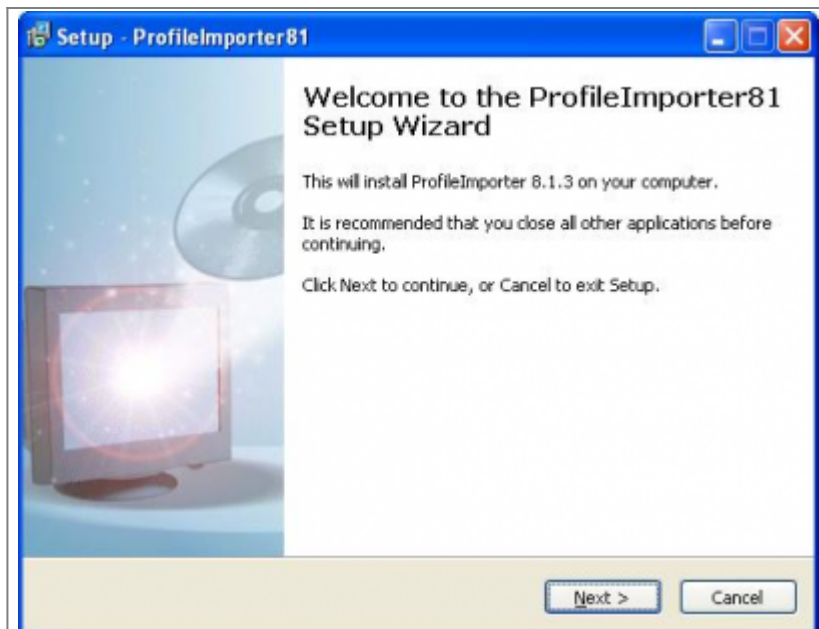 Setup - ProfileImporter81
Welcome to the ProfileImporter81
Setup Wizard
This will install ProfileImporter 8.1.3 on your computer.
It is recommended that you close all other applications before
continuing.
Click Next to continue, or Cancel to exit Setup.
Next >
Cancel